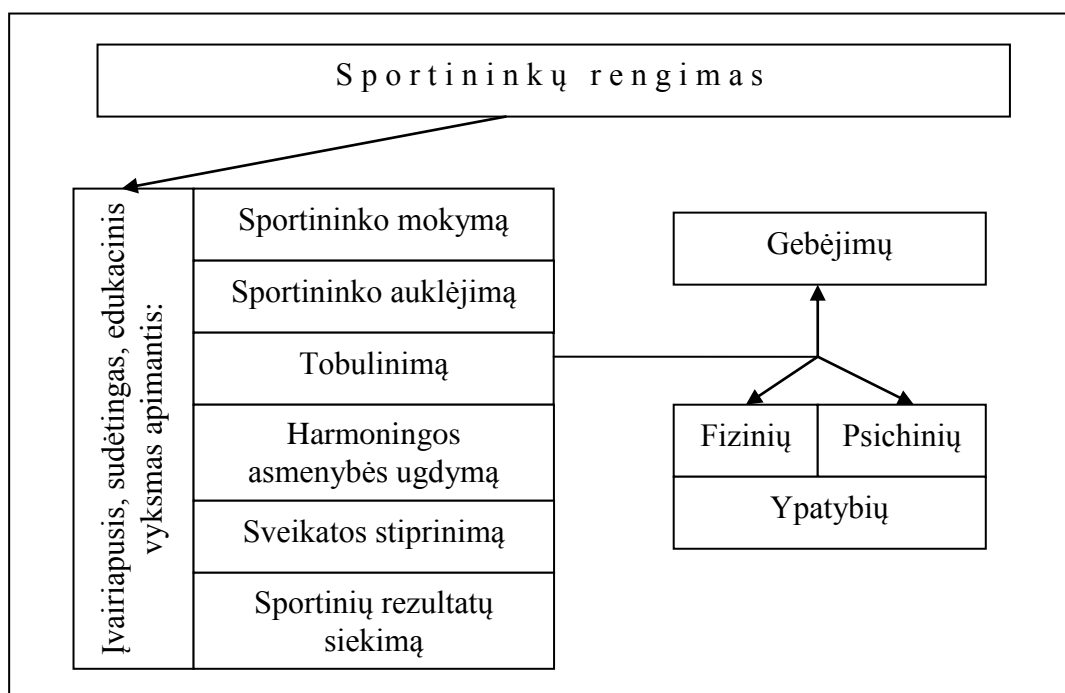 Sportininkų rengimas
Įvairiapusis, sudėtingas, edukacinis
vyksmas apimantis:
Sportininko mokymą
Sportininko auklėjimą
Tobulinimą
Harmoningos
asmenybės ugdymą
Sveikatos stiprinimą
Sportinių rezultatų
siekimą
Gebėjimų
Fizinių
Psichinių
Ypatybių